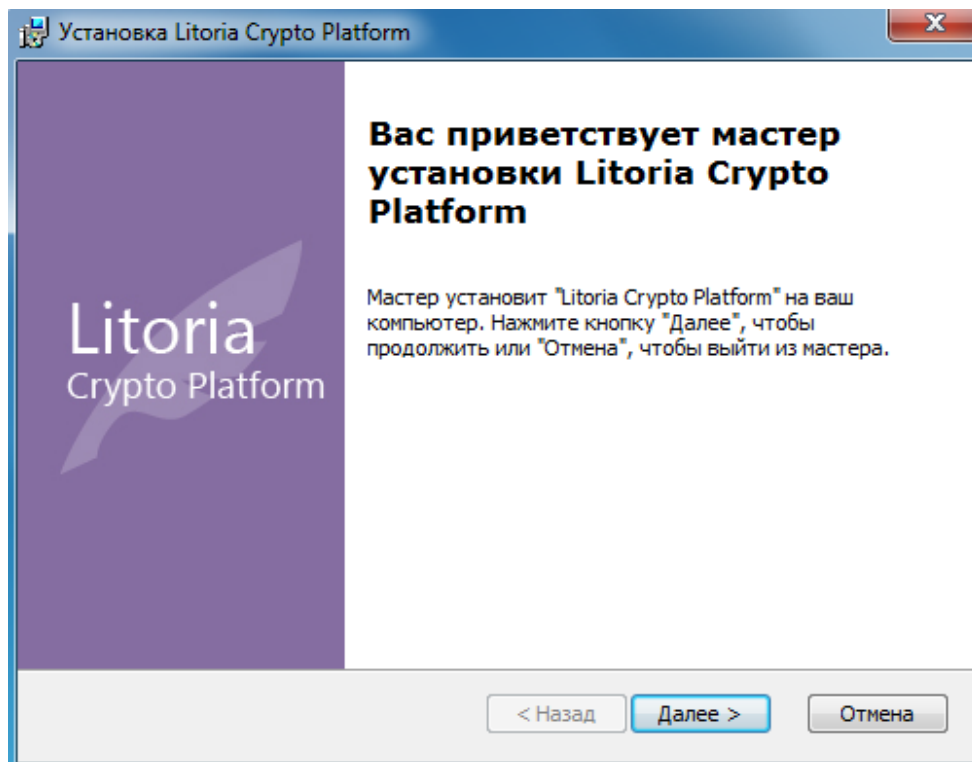 Установка Litoria Crypto Platform
Вас приветствует мастер
установки Litoria Crypto
Platform
Мастер установит "Litoria Crypto Platform" на ваш
компьютер. Нажмите кнопку "Далее", чтобы
продолжить или "Отмена", чтобы выйти из мастера.
Litoria
Crypto Platform
< Назад
Далее >
Отмена